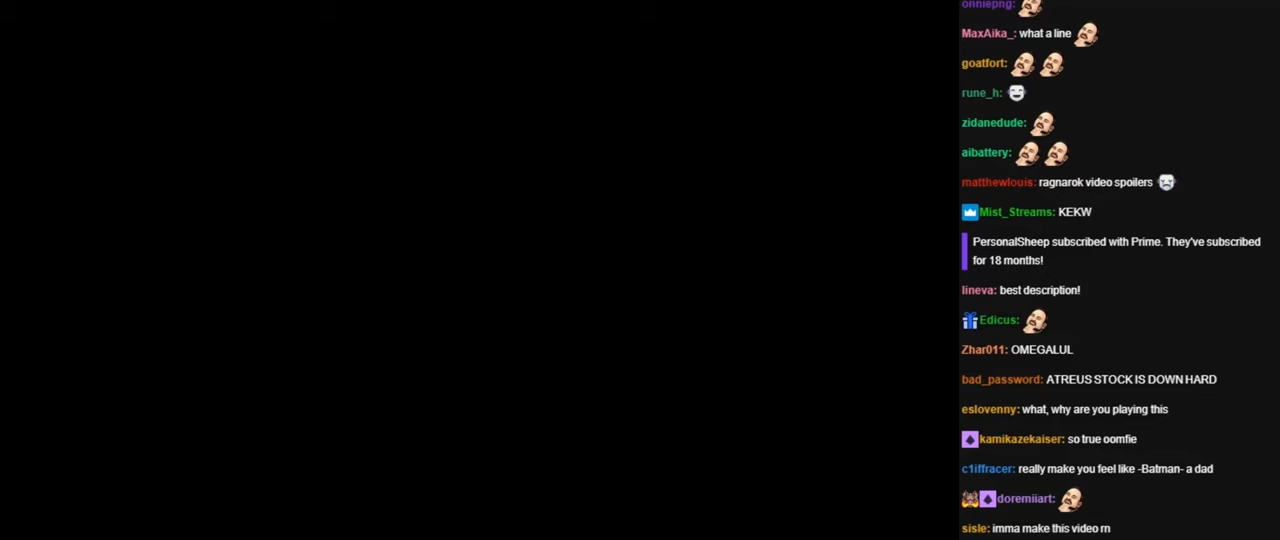 onniepng:
MaxAika_: what a line
goatfort:
rune_h:
zidanedude:
aibattery:
matthewlouis: ragnarok video spoilers
Mist_Streams: KEKW
PersonalSheep subscribed with Prime. They've subscribed
for 18 months!
lineva: best description!
Edicus:
Zhar011: OMEGALUL
bad_password: ATREUS STOCK IS DOWN HARD
eslovenny: what, why are you playing this
kamikazekaiser: so true oomfie
c1iffracer: really make you feel like -Batman- a dad
doremiiart:
sisle: imma make this video rn